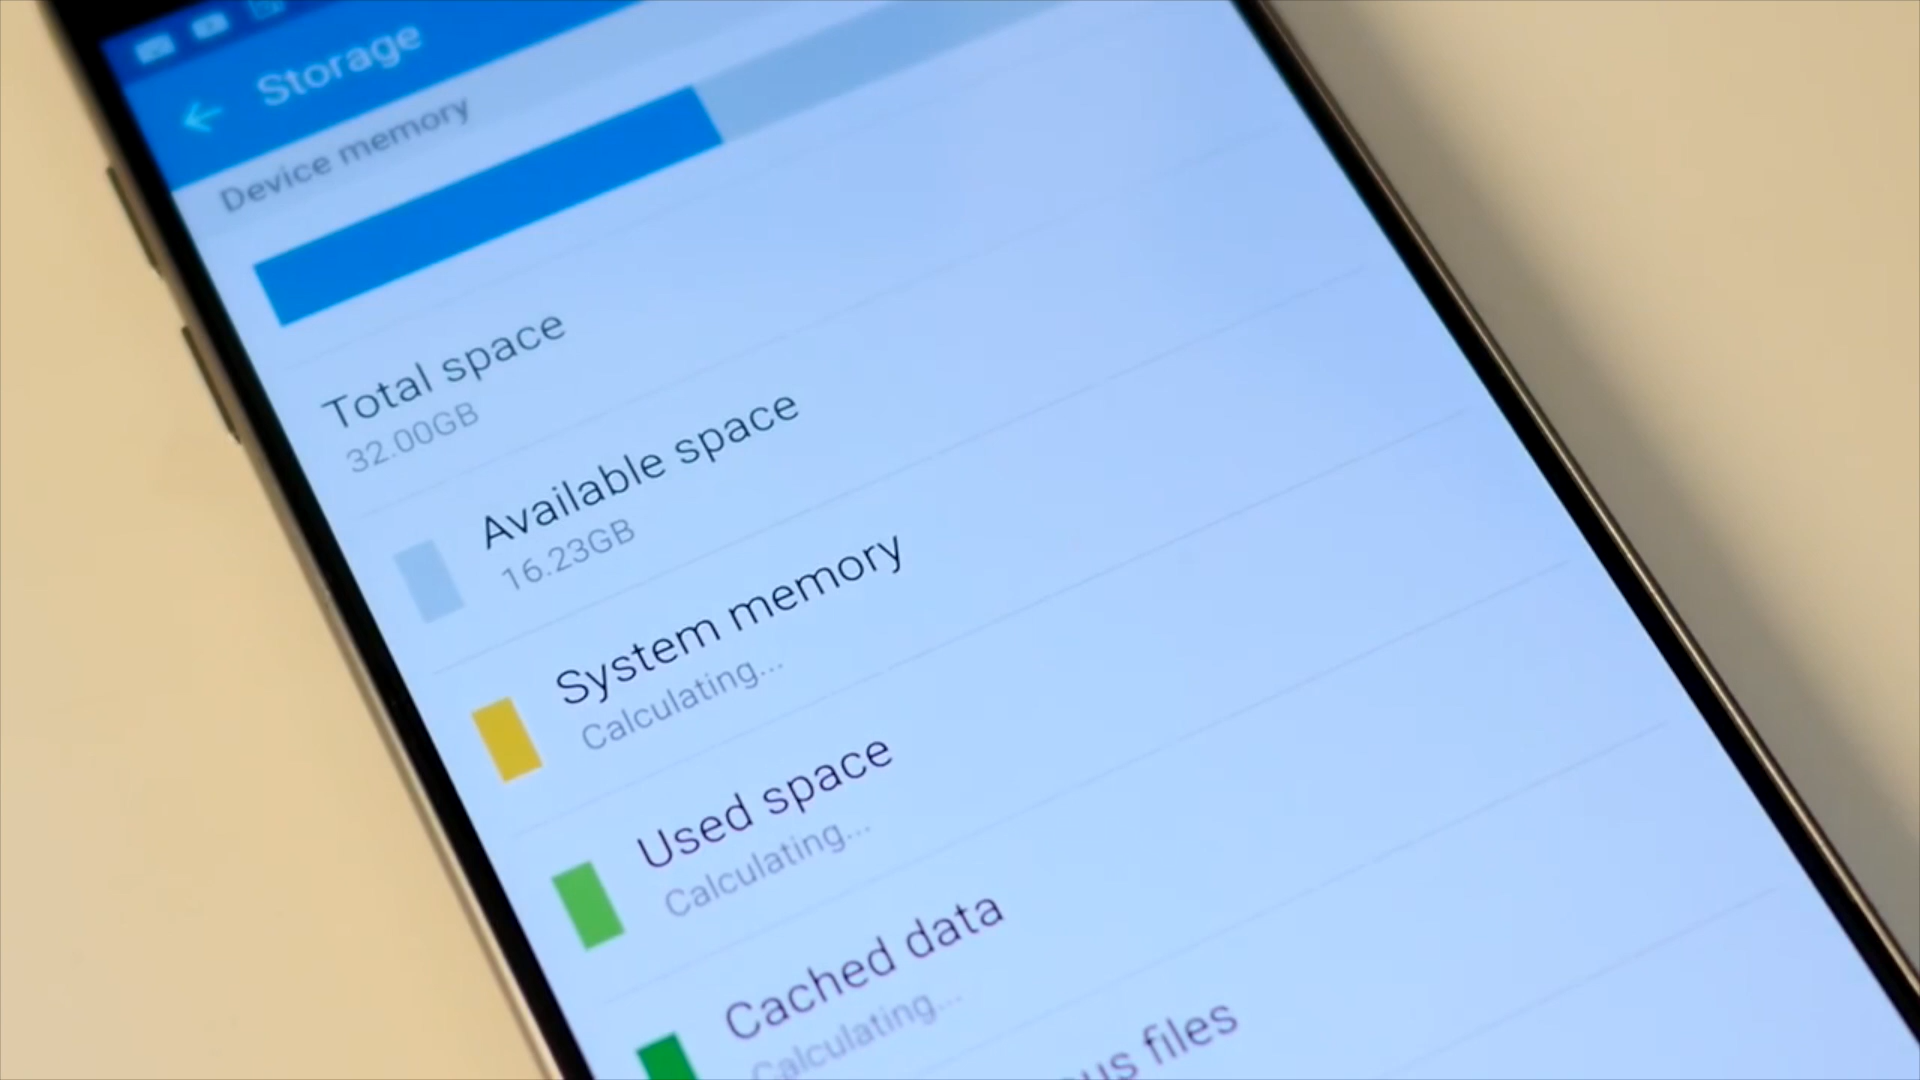 Storage
Device memory
Total space
32.00GB
Available space
16.23GB
System memory
Calculating...
Used space
Calculating...
Cached data
Calculating...
files